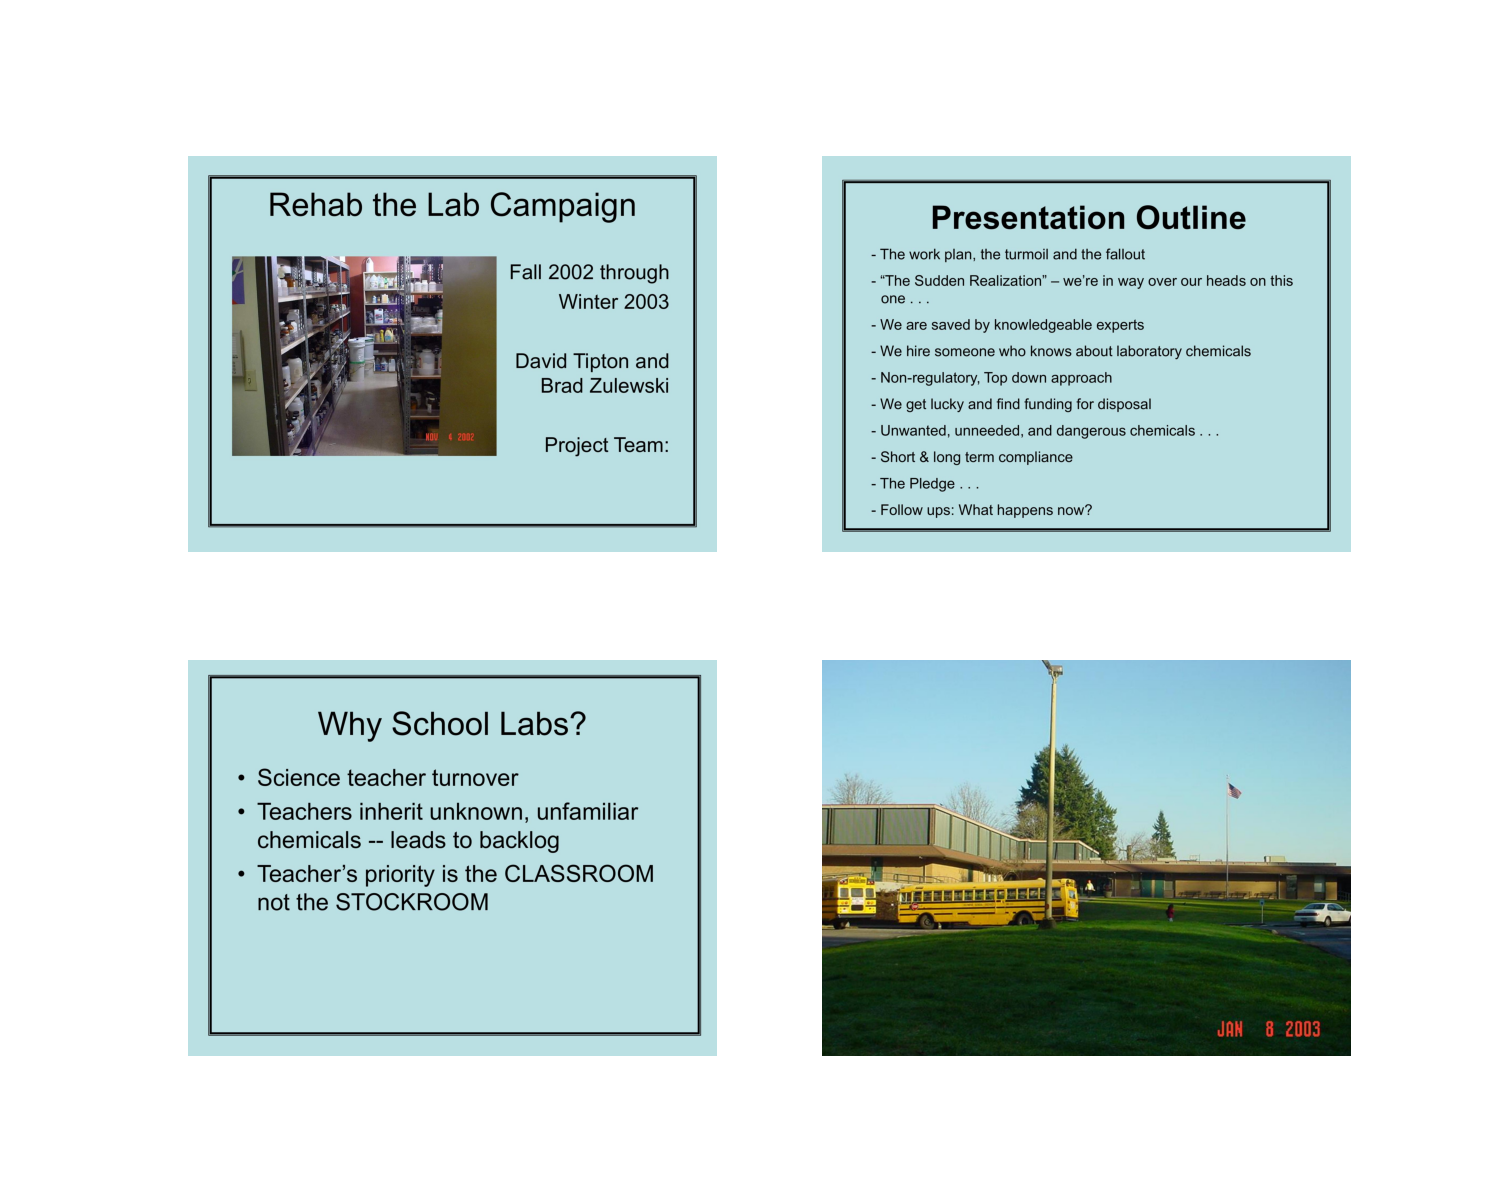 Rehab the Lab Campaign
Fall 2002 through
Winter 2003
David Tipton and
Brad Zulewski
Project Team:
NOV 4 2002
Presentation Outline
- The work plan, the turmoil and the fallout
- “The Sudden Realization” – we’re in way over our heads on this
one . . .
- We are saved by knowledgeable experts
- We hire someone who knows about laboratory chemicals
- Non-regulatory, Top down approach
- We get lucky and find funding for disposal
- Unwanted, unneeded, and dangerous chemicals . . .
- Short & long term compliance
- The Pledge . . .
- Follow ups: What happens now?
Why School Labs?
• Science teacher turnover
• Teachers inherit unknown, unfamiliar
chemicals -- leads to backlog
• Teacher’s priority is the CLASSROOM
not the STOCKROOM
JAN 8 2003